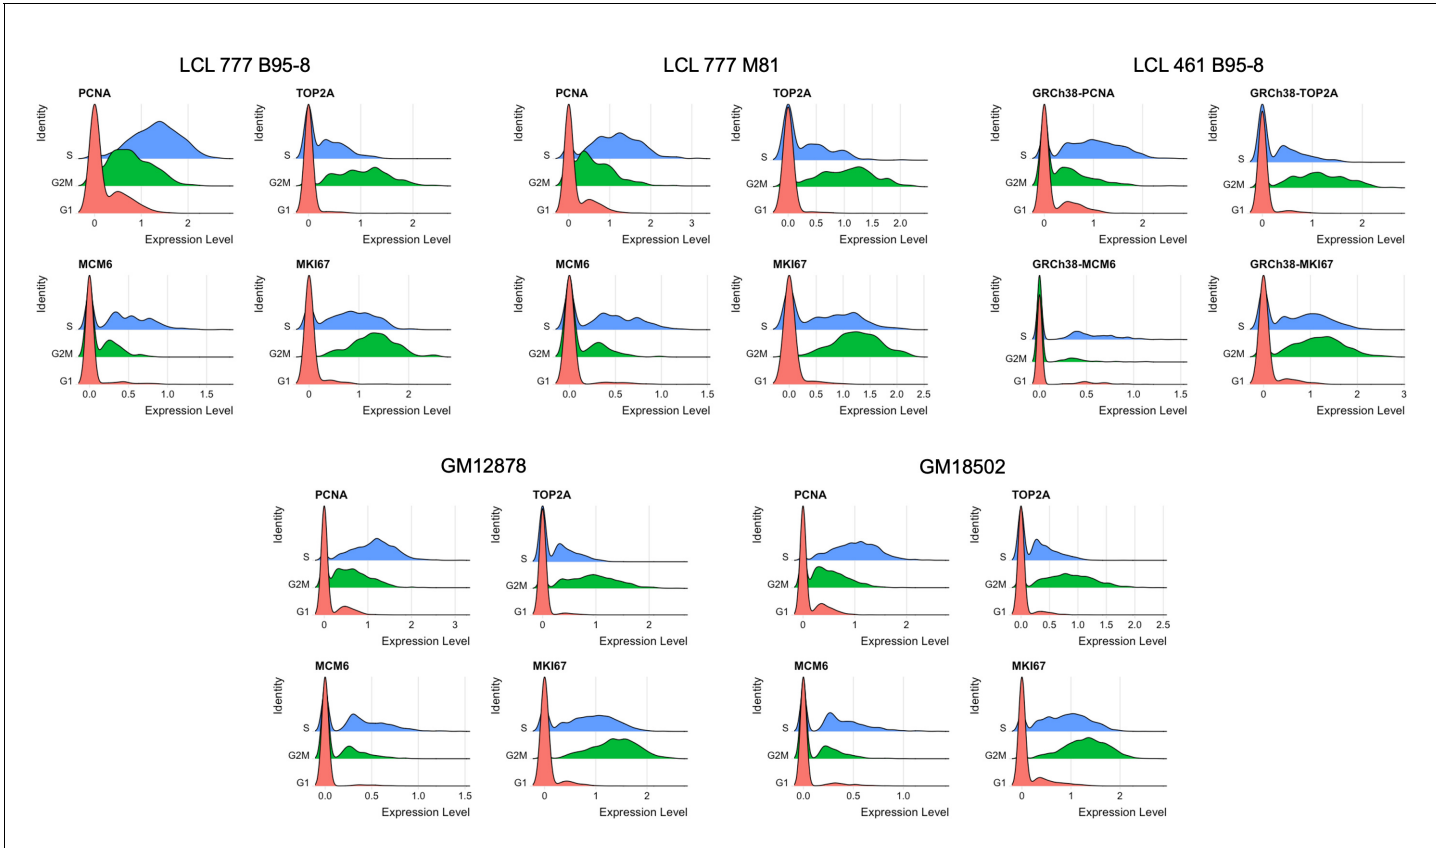 LCL 777 B95-8
LCL 777 M81
LCL 461 B95-8
PCNA
Identity
S
G2M
G1
0 1 2
Expression Level
TOP2A
Identity
S
G2M
G1
0 1 2
Expression Level
PCNA
Identity
S
G2M
G1
0 1 2 3
Expression Level
TOP2A
Identity
S
G2M
G1
0.0 0.5 1.0 1.5 2.0
Expression Level
GRCh38-PCNA
Identity
S
G2M
G1
0 1 2
Expression Level
GRCh38-TOP2A
Identity
S
G2M
G1
0 1 2
Expression Level
MCM6
Identity
S
G2M
G1
0.0 0.5 1.0 1.5
Expression Level
MKI67
Identity
S
G2M
G1
0 1 2
Expression Level
MCM6
Identity
S
G2M
G1
0.0 0.5 1.0 1.5
Expression Level
MKI67
Identity
S
G2M
G1
0.0 0.5 1.0 1.5 2.0 2.5
Expression Level
GRCh38-MCM6
Identity
S
G2M
G1
0.0 0.5 1.0 1.5
Expression Level
GRCh38-MKI67
Identity
S
G2M
G1
0 1 2 3
Expression Level
GM12878
GM18502
PCNA
Identity
S
G2M
G1
0 1 2 3
Expression Level
TOP2A
Identity
S
G2M
G1
0 1 2
Expression Level
PCNA
Identity
S
G2M
G1
0 1 2
Expression Level
TOP2A
Identity
S
G2M
G1
0.0 0.5 1.0 1.5 2.0 2.5
Expression Level
MCM6
Identity
S
G2M
G1
0.0 0.5 1.0 1.5
Expression Level
MKI67
Identity
S
G2M
G1
0 1 2
Expression Level
MCM6
Identity
S
G2M
G1
0.0 0.5 1.0
Expression Level
MKI67
Identity
S
G2M
G1
0 1 2
Expression Level